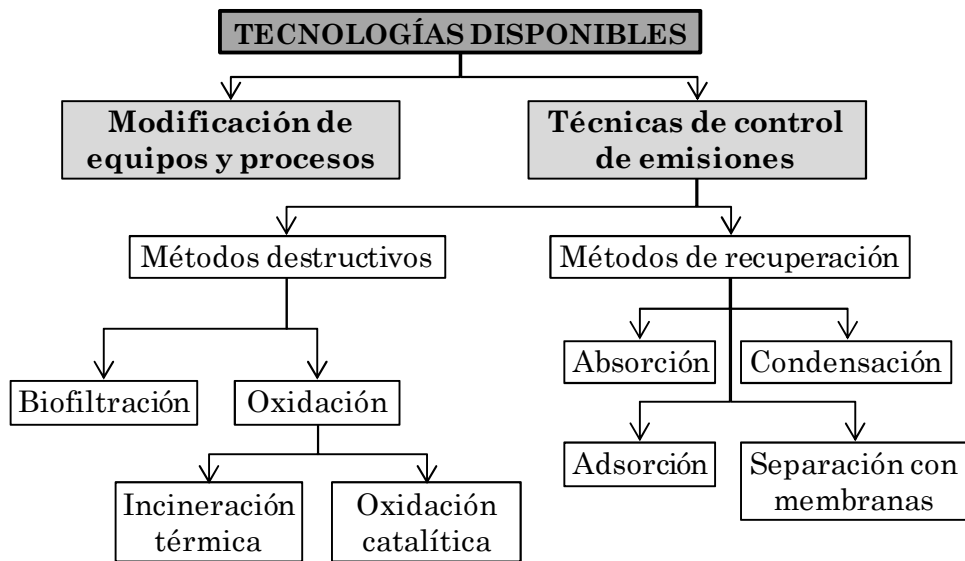 TECNOLOGÍAS DISPONIBLES
Modificación de
equipos y procesos
Técnicas de control
de emisiones
Métodos destructivos
Métodos de recuperación
Absorción
Condensación
Biofiltración
Oxidación
Adsorción
Separación con
membranas
Incineración
térmica
Oxidación
catalítica